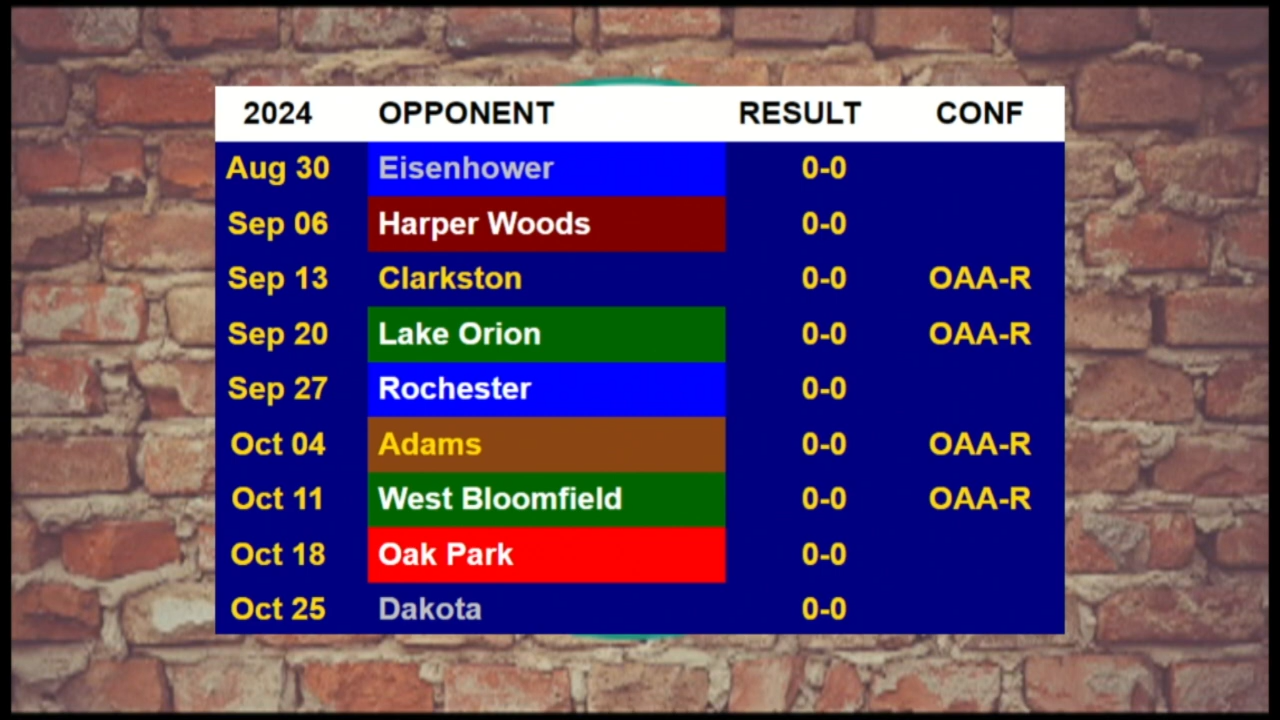 2024 OPPONENT RESULT CONF
Aug 30 Eisenhower 0-0
Sep 06 Harper Woods 0-0
Sep 13 Clarkston 0-0 OAA-R
Sep 20 Lake Orion 0-0 OAA-R
Sep 27 Rochester 0-0
Oct 04 Adams 0-0 OAA-R
Oct 11 West Bloomfield 0-0 OAA-R
Oct 18 Oak Park 0-0
Oct 25 Dakota 0-0